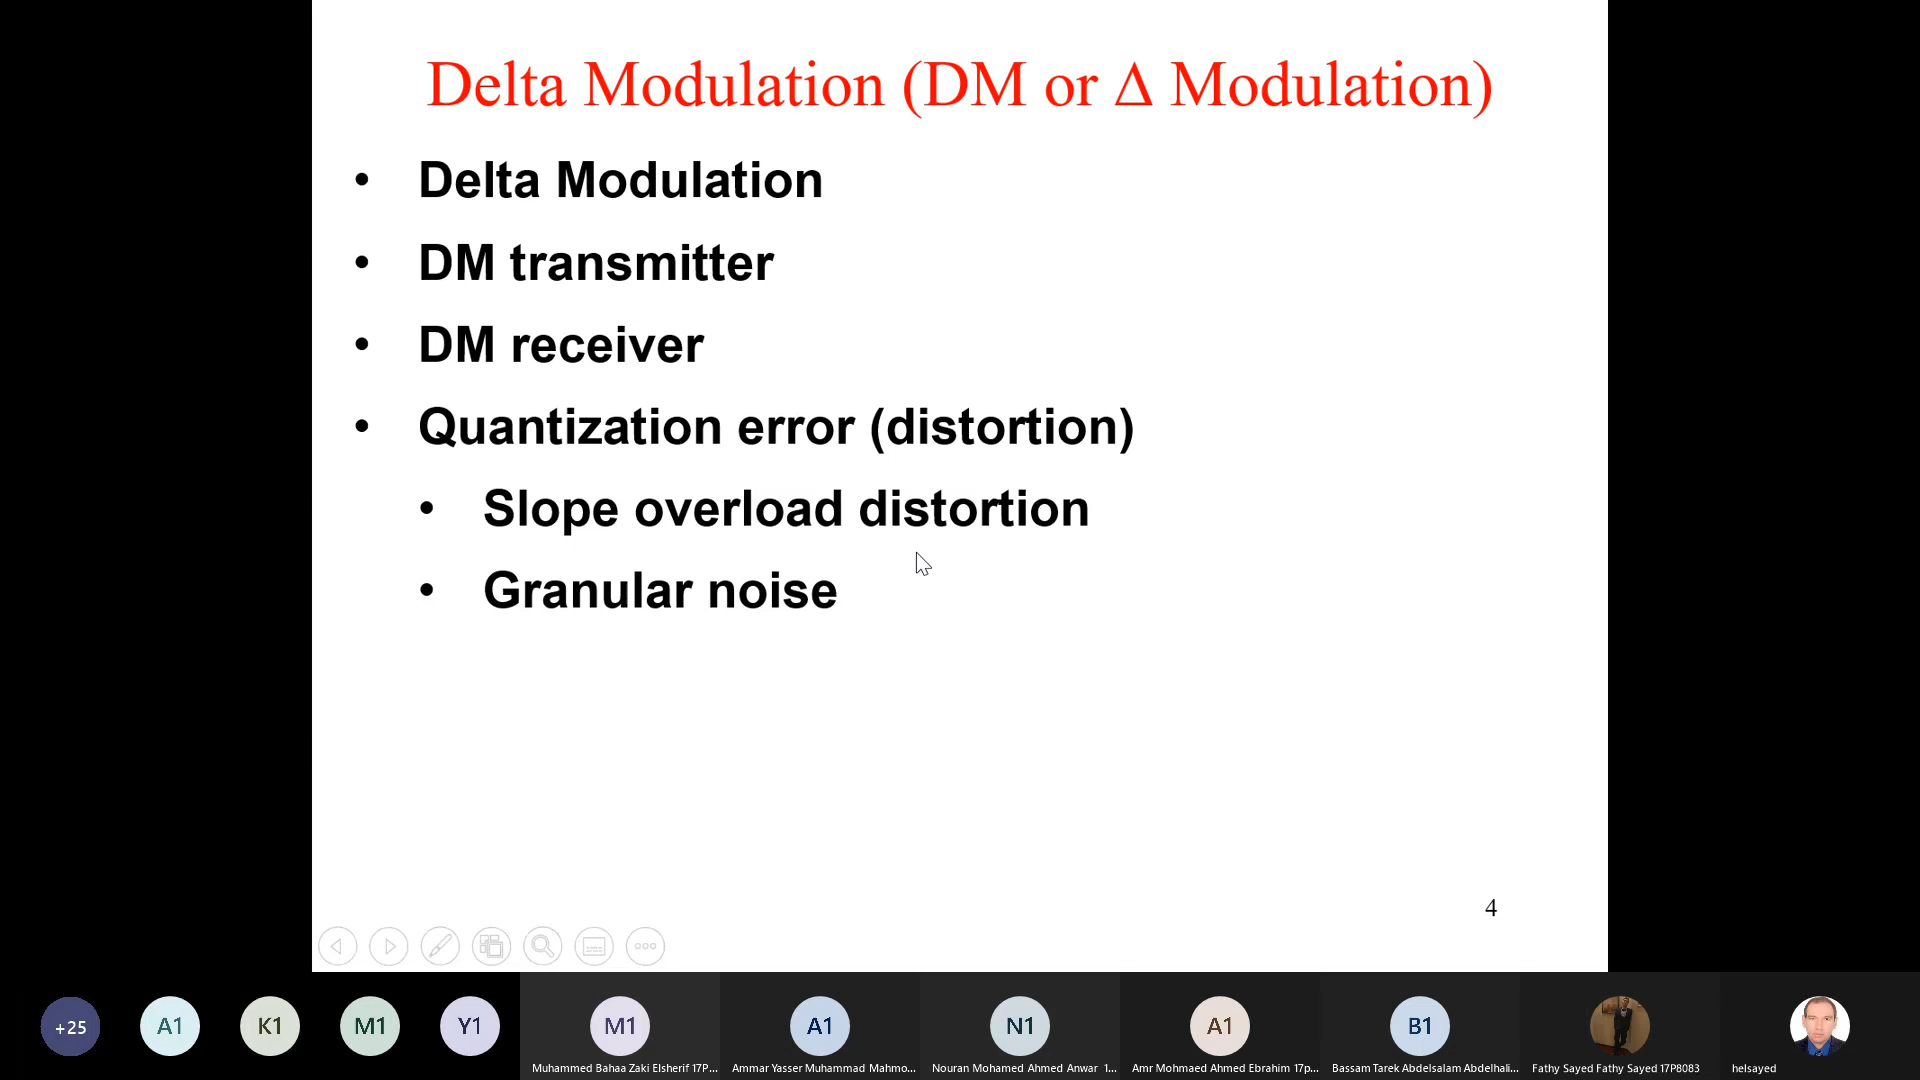 Delta Modulation (DM or Δ Modulation)
• Delta Modulation
• DM transmitter
• DM receiver
• Quantization error (distortion)
• Slope overload distortion
• Granular noise
4
+25
A1
K1
M1
Y1
M1
A1
N1
A1
B1
Muhammed Bahaa Zaki Elsherif 17P...
Ammar Yasser Muhammad Mahmo...
Nouran Mohamed Ahmed Anwar 1...
Amr Mohmaed Ahmed Ebrahim 17p...
Bassam Tarek Abdelsalam Abdelhali...
Fathy Sayed Fathy Sayed 17P8083
helsayed